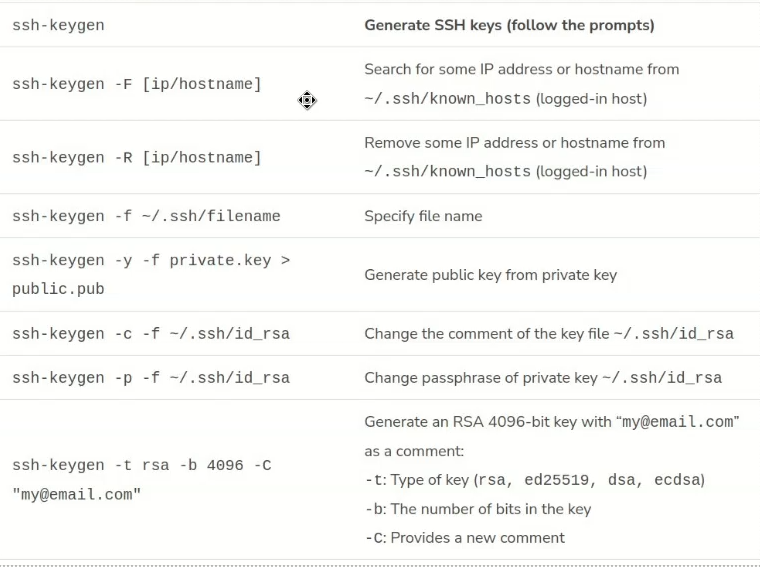 ssh-keygen
Generate SSH keys (follow the prompts)
ssh-keygen -F [ip/hostname]
Search for some IP address or hostname from
~/.ssh/known_hosts (logged-in host)
ssh-keygen -R [ip/hostname]
Remove some IP address or hostname from
~/.ssh/known_hosts (logged-in host)
ssh-keygen -f ~/.ssh/filename
Specify file name
ssh-keygen -y -f private.key >
public.pub
Generate public key from private key
ssh-keygen -c -f ~/.ssh/id_rsa
Change the comment of the key file ~/.ssh/id_rsa
ssh-keygen -p -f ~/.ssh/id_rsa
Change passphrase of private key ~/.ssh/id_rsa
ssh-keygen -t rsa -b 4096 -C
"my@email.com"
Generate an RSA 4096-bit key with “my@email.com”
as a comment:
-t: Type of key (rsa, ed25519, dsa, ecdsa)
-b: The number of bits in the key
-C: Provides a new comment